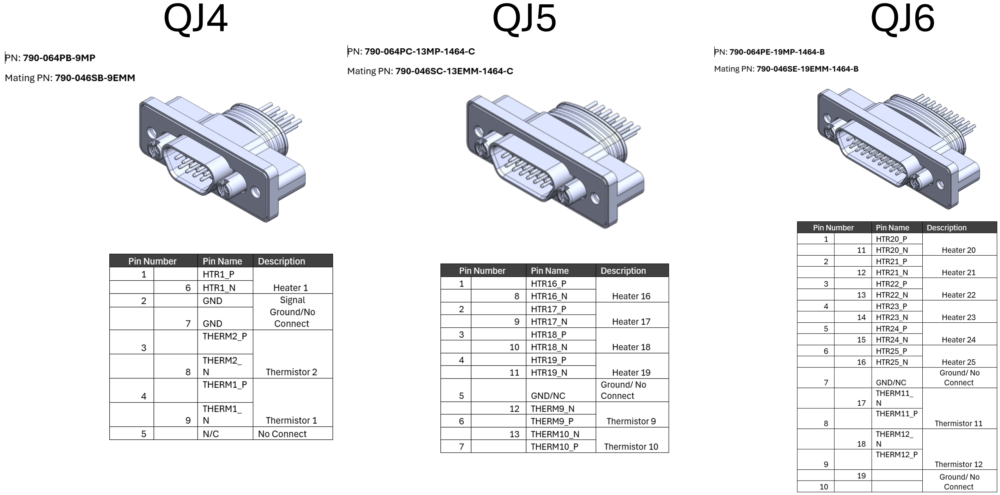 QJ4
PN: 790-064PB-9MP
Mating PN: 790-046SB-9EMM
Pin Number Pin Name Description
1 HTR1_P
6 HTR1_N Heater 1
2 GND Signal
Ground/No
7 GND Connect
THERM2_P
3
THERM2_
8 N Thermistor 2
THERM1_P
4
THERM1_
9 N Thermistor 1
5 N/C No Connect
QJ5
PN: 790-064PC-13MP-1464-C
Mating PN: 790-046SC-13EMM-1464-C
Pin Number Pin Name Description
1 HTR16_P
8 HTR16_N Heater 16
2 HTR17_P
9 HTR17_N Heater 17
3 HTR18_P
10 HTR18_N Heater 18
4 HTR19_P
11 HTR19_N Heater 19
Ground/ No
5 GND/NC Connect
12 THERM9_N
6 THERM9_P Thermistor 9
13 THERM10_N
7 THERM10_P Thermistor 10
QJ6
PN: 790-064PE-19MP-1464-B
Mating PN: 790-046SE-19EMM-1464-B
Pin Number Pin Name Description
1 HTR20_P
11 HTR20_N Heater 20
2 HTR21_P
12 HTR21_N Heater 21
3 HTR22_P
13 HTR22_N Heater 22
4 HTR23_P
14 HTR23_N Heater 23
5 HTR24_P
15 HTR24_N Heater 24
6 HTR25_P
16 HTR25_N Heater 25
Ground/ No
7 GND/NC Connect
THERM11_
17 N
THERM11_P
8 Thermistor 11
THERM12_
18 N
THERM12_P
9 Thermistor 12
19 Ground/ No
10 Connect